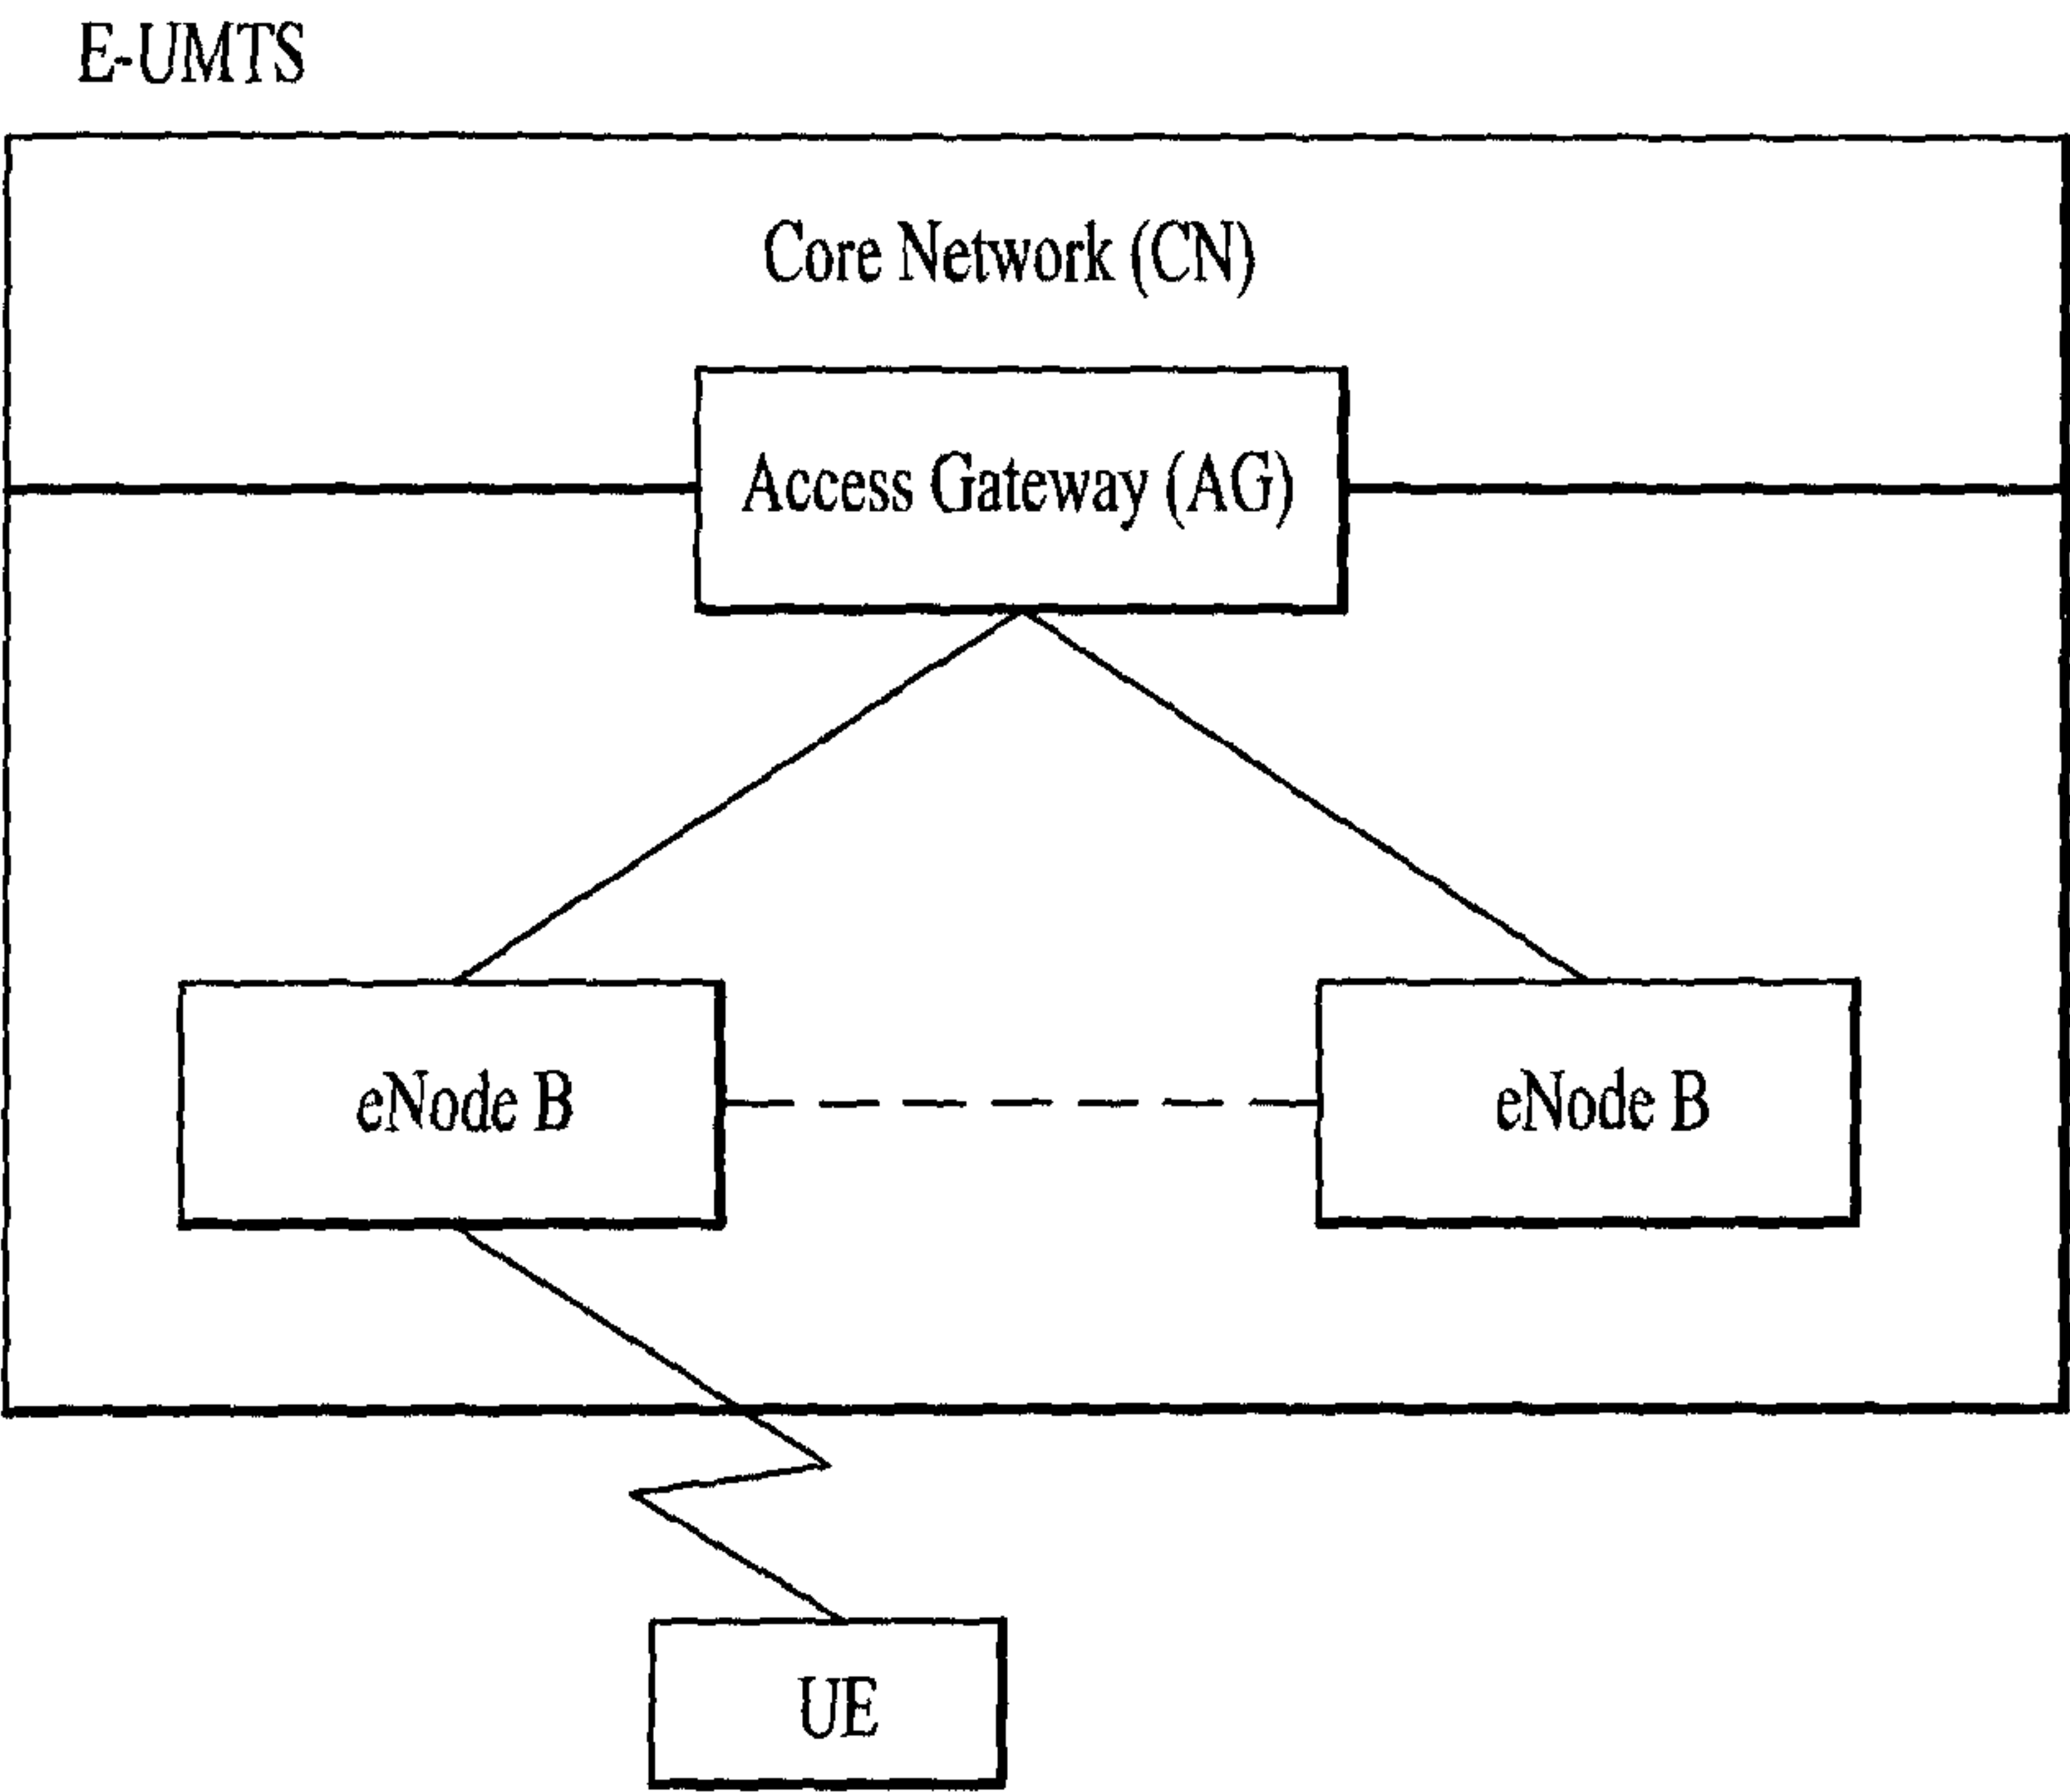 E-UMTS
Core Network (CN)
Access Gateway (AG)
eNode B
eNode B
UE